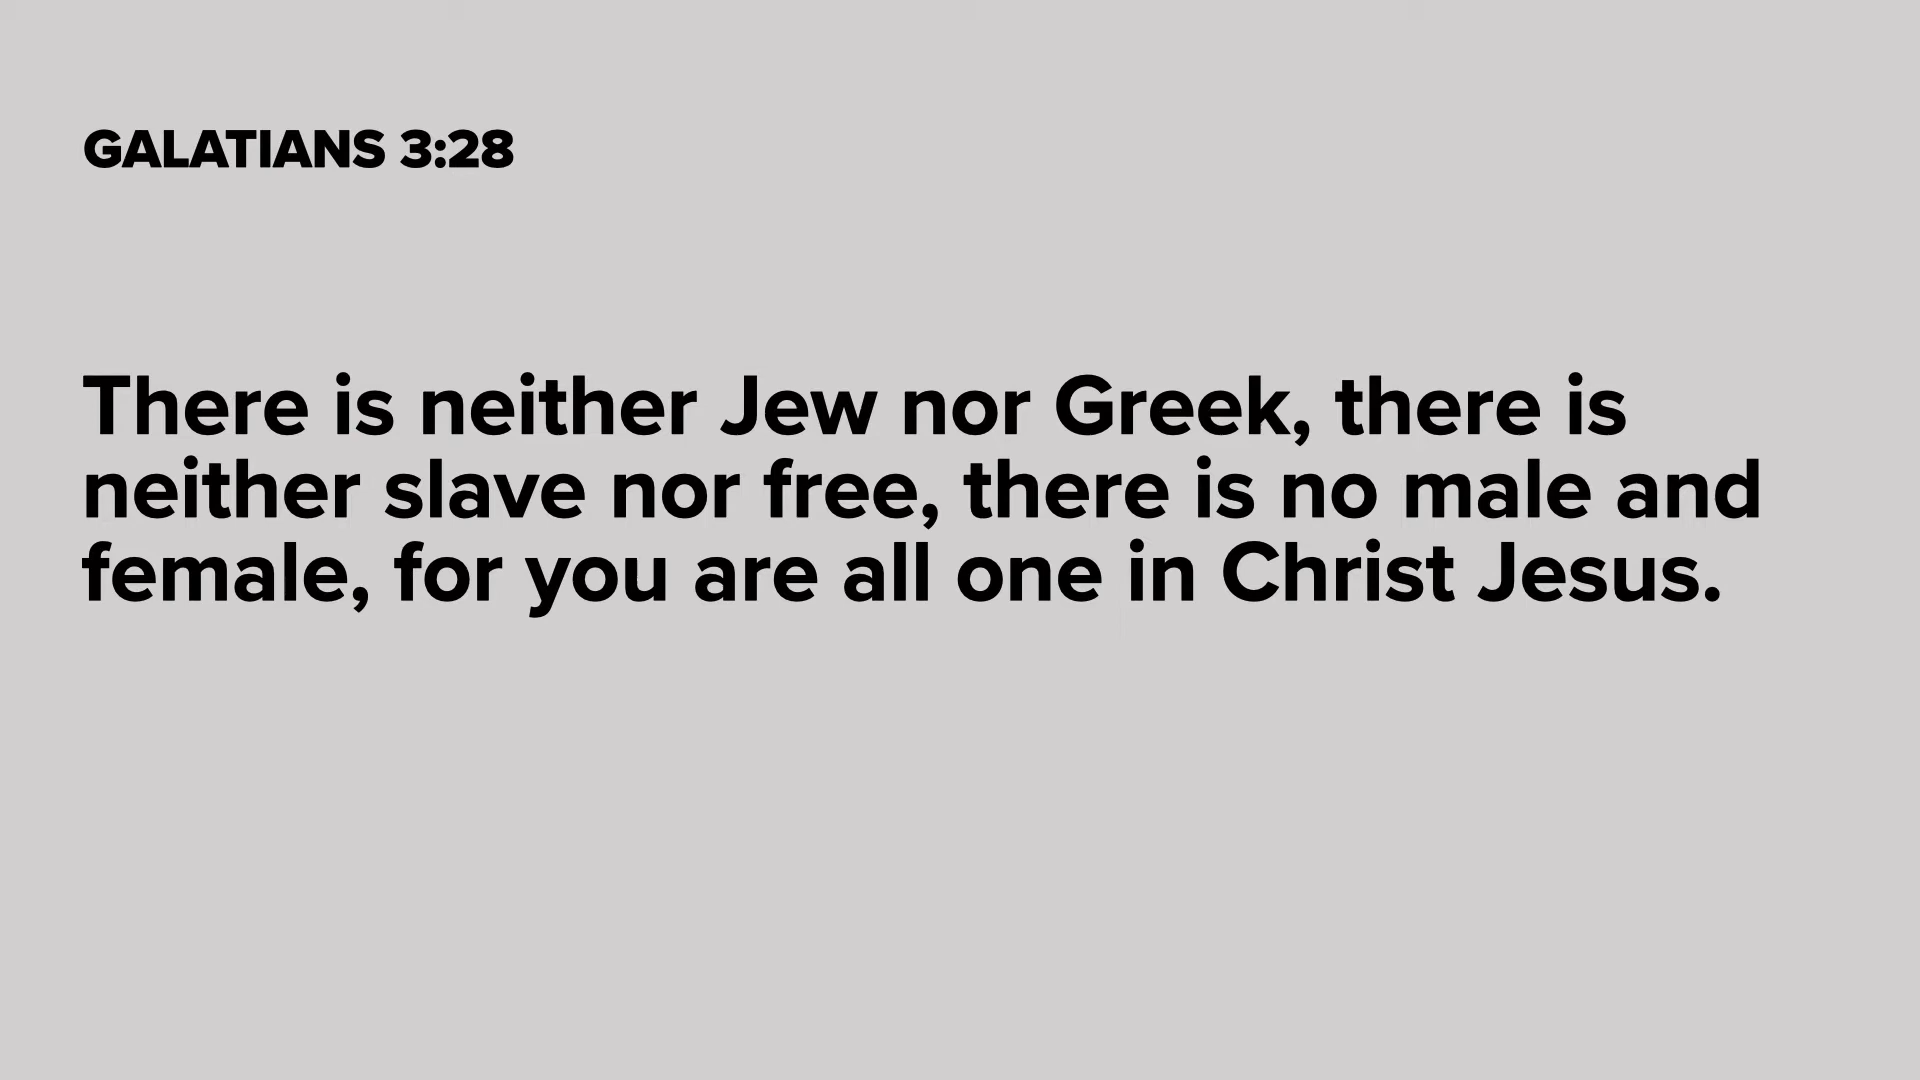 GALATIANS 3:28
There is neither Jew nor Greek, there is
neither slave nor free, there is no male and
female, for you are all one in Christ Jesus.